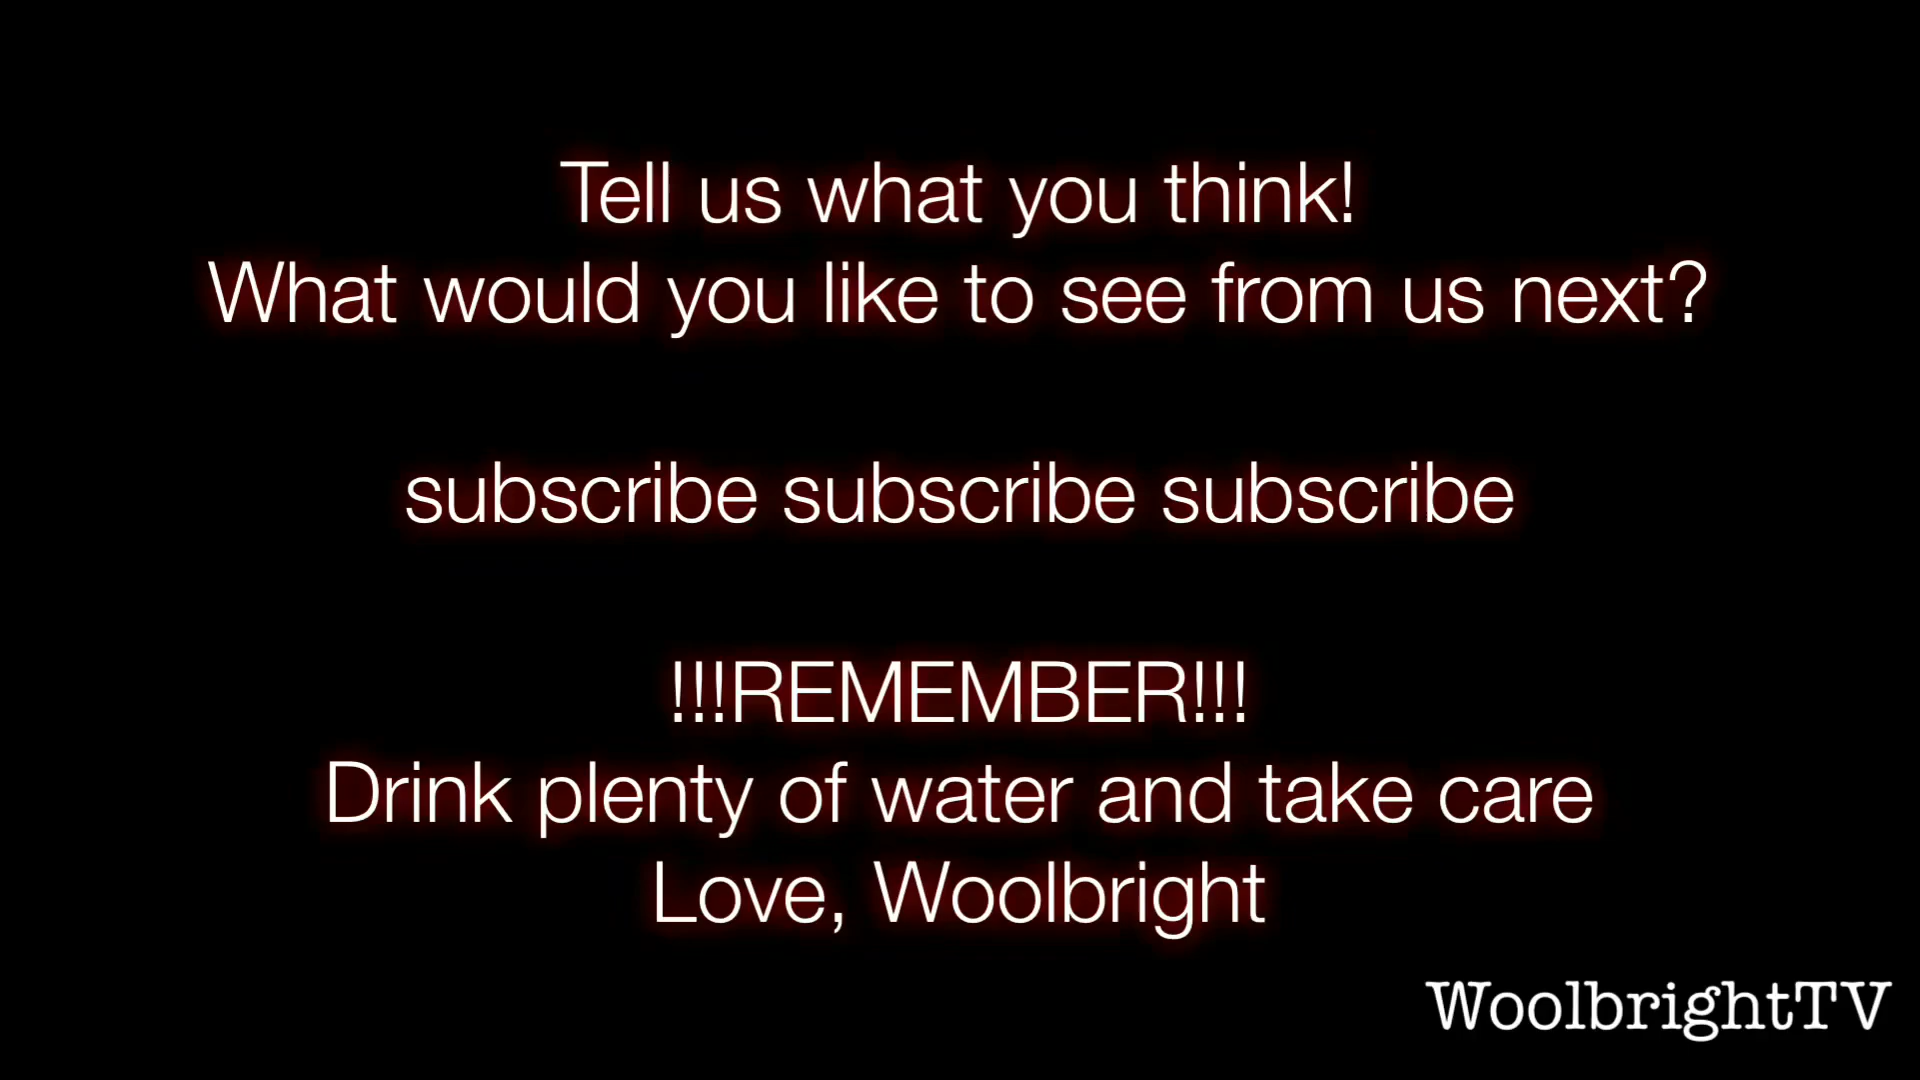 Tell us what you think!
What would you like to see from us next?
subscribe subscribe subscribe
!!!REMEMBER!!!
Drink plenty of water and take care
Love, Woolbright
WoolbrightTV